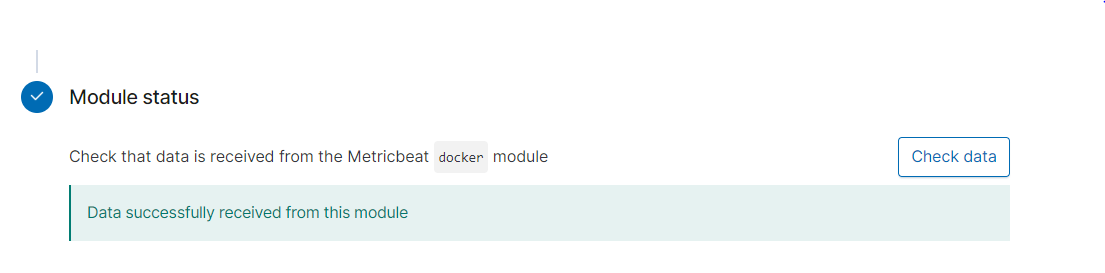 Module status
Check that data is received from the Metricbeat docker module
Check data
Data successfully received from this module